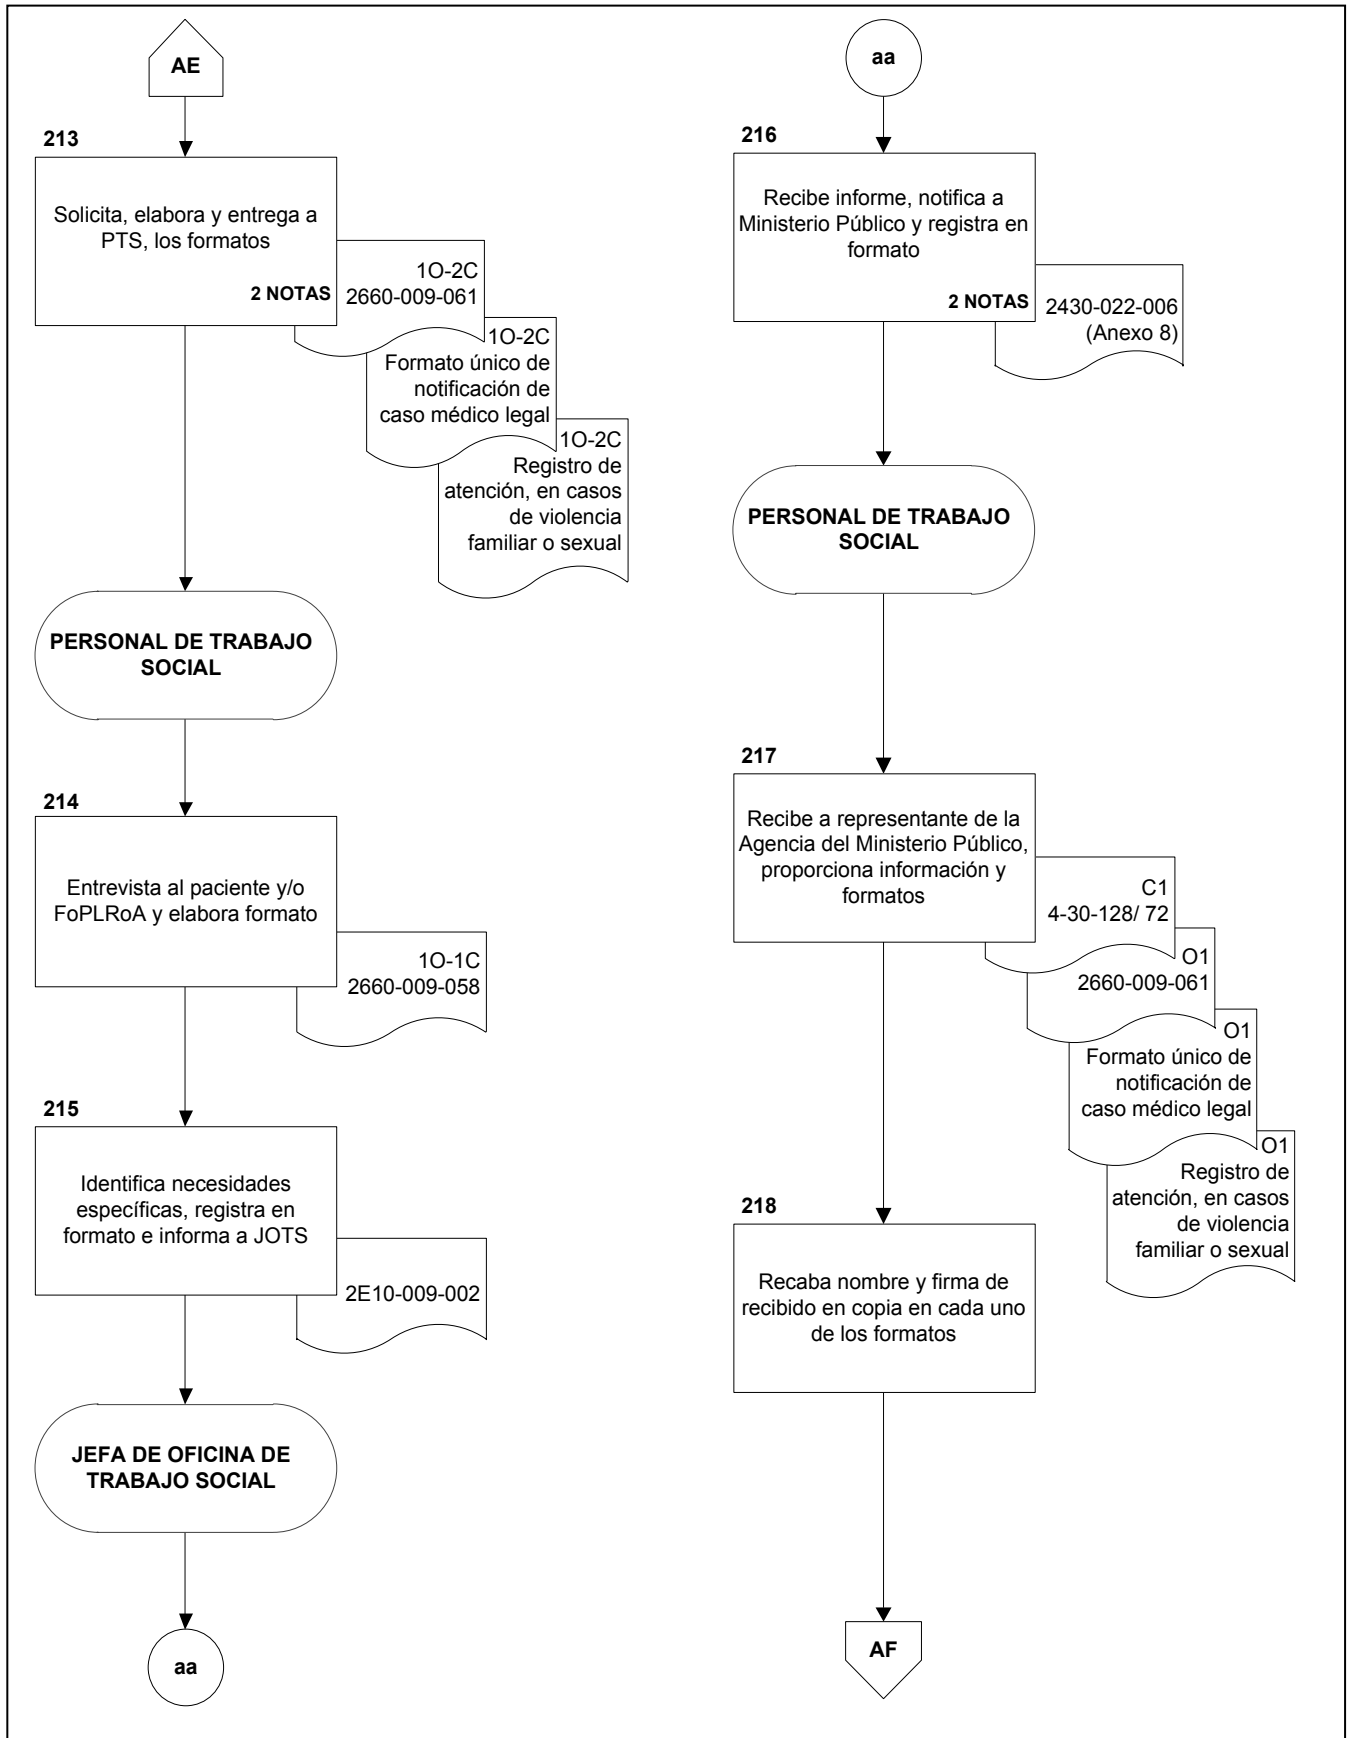 AE
213
Solicita, elabora y entrega a
PTS, los formatos
2 NOTAS
1O-2C
2660-009-061
1O-2C
Formato único de
notificación de
caso médico legal
1O-2C
Registro de
atención, en casos
de violencia
familiar o sexual
PERSONAL DE TRABAJO
SOCIAL
214
Entrevista al paciente y/o
FoPLRoA y elabora formato
1O-1C
2660-009-058
215
Identifica necesidades
específicas, registra en
formato e informa a JOTS
2E10-009-002
JEFA DE OFICINA DE
TRABAJO SOCIAL
aa
aa
216
Recibe informe, notifica a
Ministerio Público y registra en
formato
2 NOTAS
2430-022-006
(Anexo 8)
PERSONAL DE TRABAJO
SOCIAL
217
Recibe a representante de la
Agencia del Ministerio Público,
proporciona información y
formatos
C1
4-30-128/ 72
O1
2660-009-061
O1
Formato único de
notificación de
caso médico legal
O1
Registro de
atención, en casos
de violencia
familiar o sexual
218
Recaba nombre y firma de
recibido en copia en cada uno
de los formatos
AF